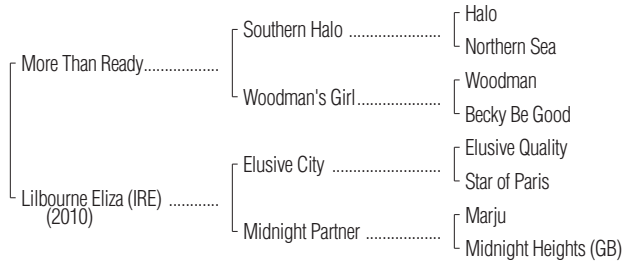 Halo
Southern Halo ....................
Northern Sea
More Than Ready..................
Woodman
Woodman's Girl....................
Becky Be Good
Elusive Quality
Elusive City ........................
Star of Paris
Lilbourne Eliza (IRE) ............
(2010)
Marju
Midnight Partner ..................
Midnight Heights (GB)